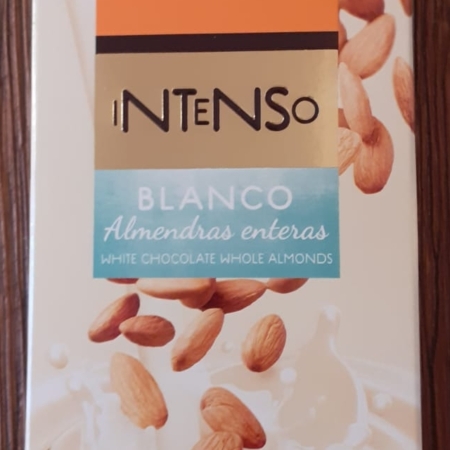 iNTeNSo
BLANCO
Almendras enteras
WHITE CHOCOLATE WHOLE ALMONDS